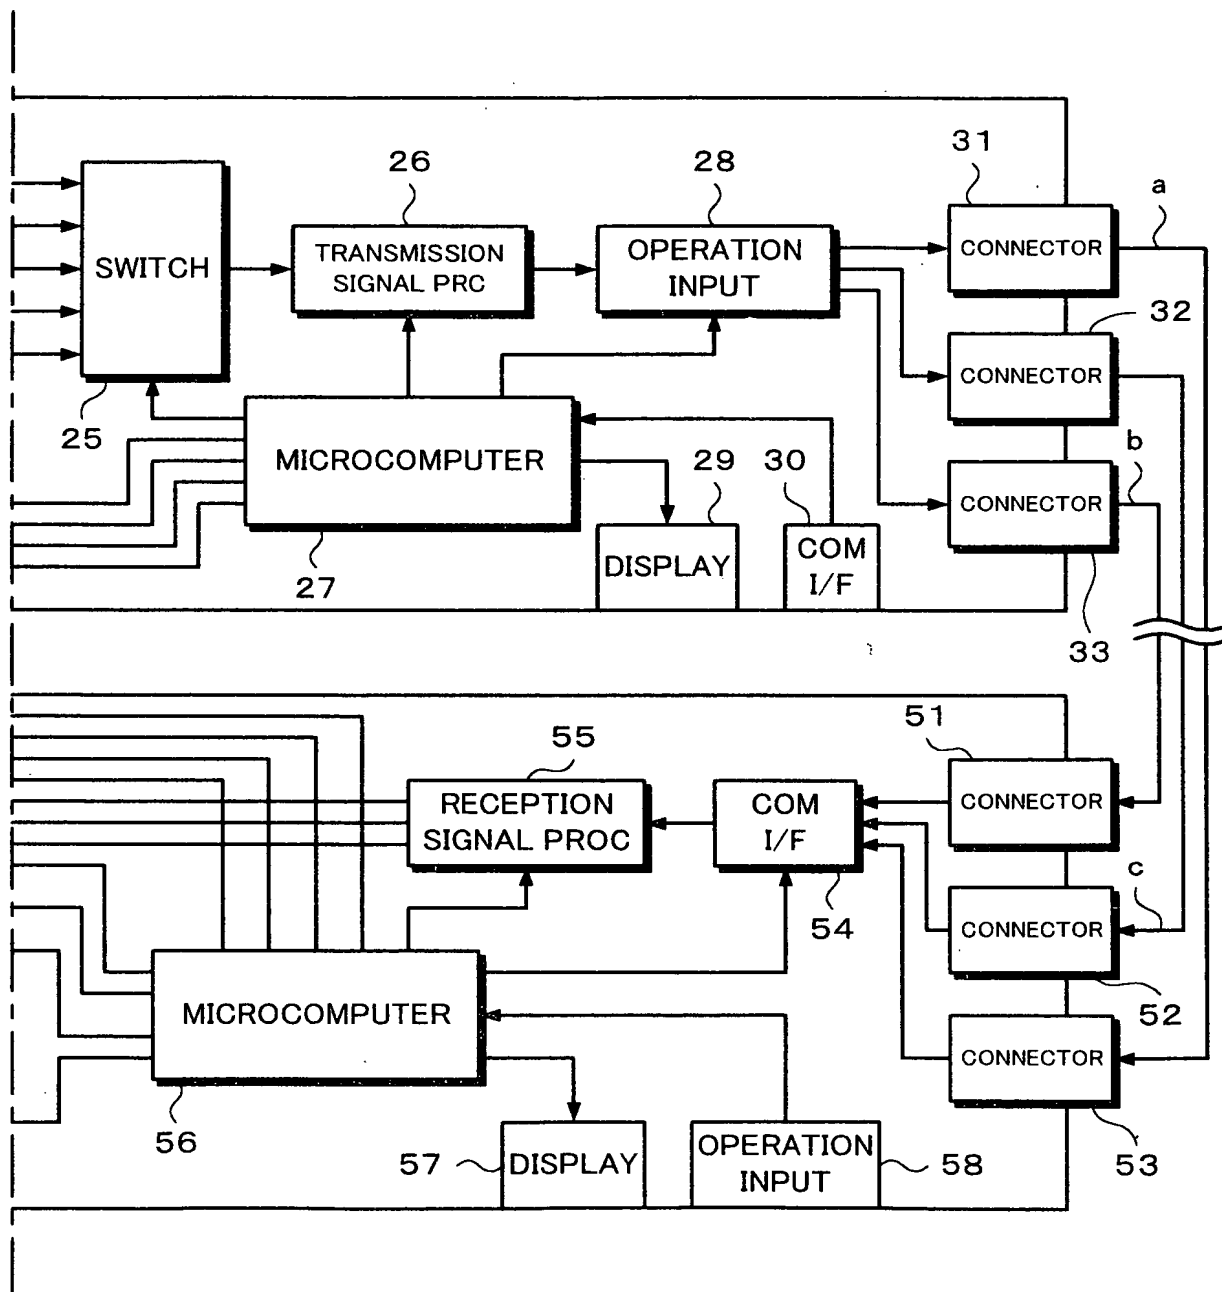 31
a
26
28
SWITCH
TRANSMISSION
SIGNAL PRC
OPERATION
INPUT
CONNECTOR
32
CONNECTOR
25
b
MICROCOMPUTER
29
30
CONNECTOR
27
DISPLAY
COM
I/F
33
51
55
RECEPTION
SIGNAL PROC
COM
I/F
CONNECTOR
c
54
CONNECTOR
MICROCOMPUTER
52
CONNECTOR
56
57
DISPLAY
OPERATION
INPUT
58
53